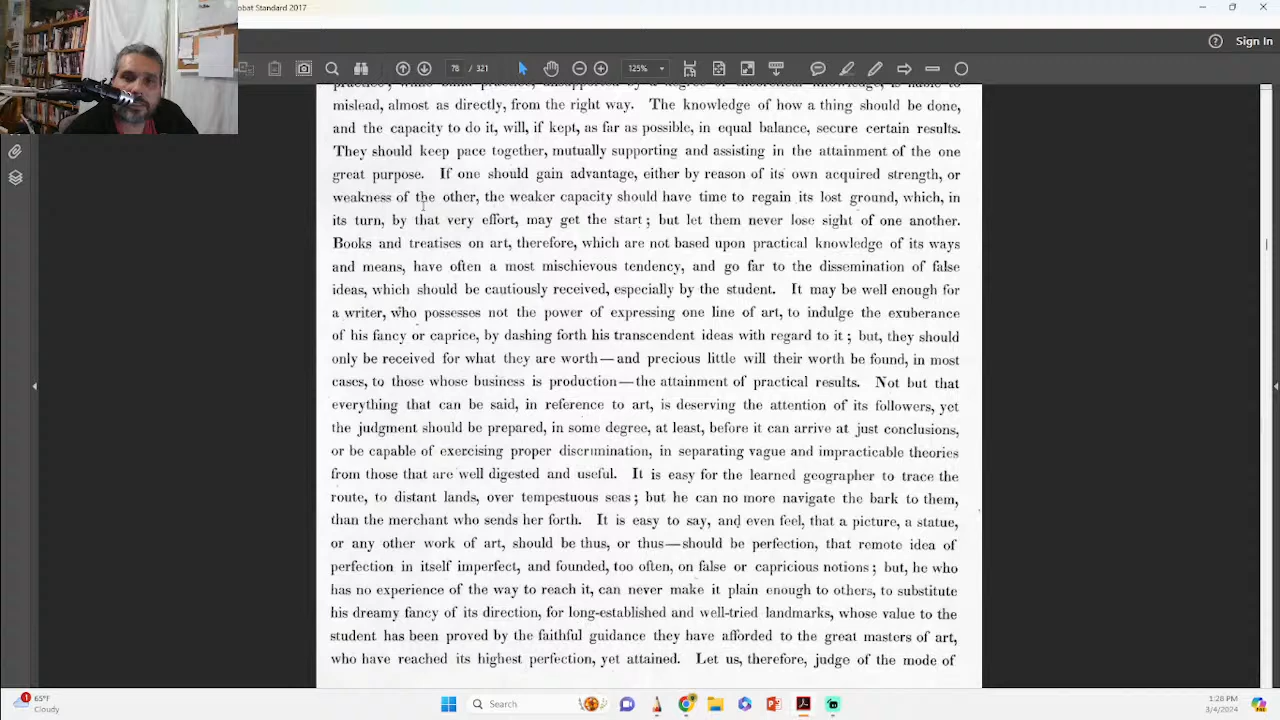 obat Standard 2017
Sign In
78 / 321
125%
mislead, almost as directly, from the right way. The knowledge of how a thing should be done,
and the capacity to do it, will, if kept, as far as possible, in equal balance, secure certain results.
They should keep pace together, mutually supporting and assisting in the attainment of the one
great purpose. If one should gain advantage, either by reason of its own acquired strength, or
weakness of the other, the weaker capacity should have time to regain its lost ground, which, in
its turn, by that very effort, may get the start; but let them never lose sight of one another.
Books and treatises on art, therefore, which are not based upon practical knowledge of its ways
and means, have often a most mischievous tendency, and go far to the dissemination of false
ideas, which should be cautiously received, especially by the student. It may be well enough for
a writer, who possesses not the power of expressing one line of art, to indulge the exuberance
of his fancy or caprice, by dashing forth his transcendent ideas with regard to it; but, they should
only be received for what they are worth—and precious little will their worth be found, in most
cases, to those whose business is production—the attainment of practical results. Not but that
everything that can be said, in reference to art, is deserving the attention of its followers, yet
the judgment should be prepared, in some degree, at least, before it can arrive at just conclusions,
or be capable of exercising proper discrimination, in separating vague and impracticable theories
from those that are well digested and useful. It is easy for the learned geographer to trace the
route, to distant lands, over tempestuous seas; but he can no more navigate the bark to them,
than the merchant who sends her forth. It is easy to say, and even feel, that a picture, a statue,
or any other work of art, should be thus, or thus—should be perfection, that remote idea of
perfection in itself imperfect, and founded, too often, on false or capricious notions; but, he who
has no experience of the way to reach it, can never make it plain enough to others, to substitute
his dreamy fancy of its direction, for long-established and well-tried landmarks, whose value to the
student has been proved by the faithful guidance they have afforded to the great masters of art,
who have reached its highest perfection, yet attained. Let us, therefore, judge of the mode of
1
65°F
Cloudy
Search
1:28 PM
3/4/2024